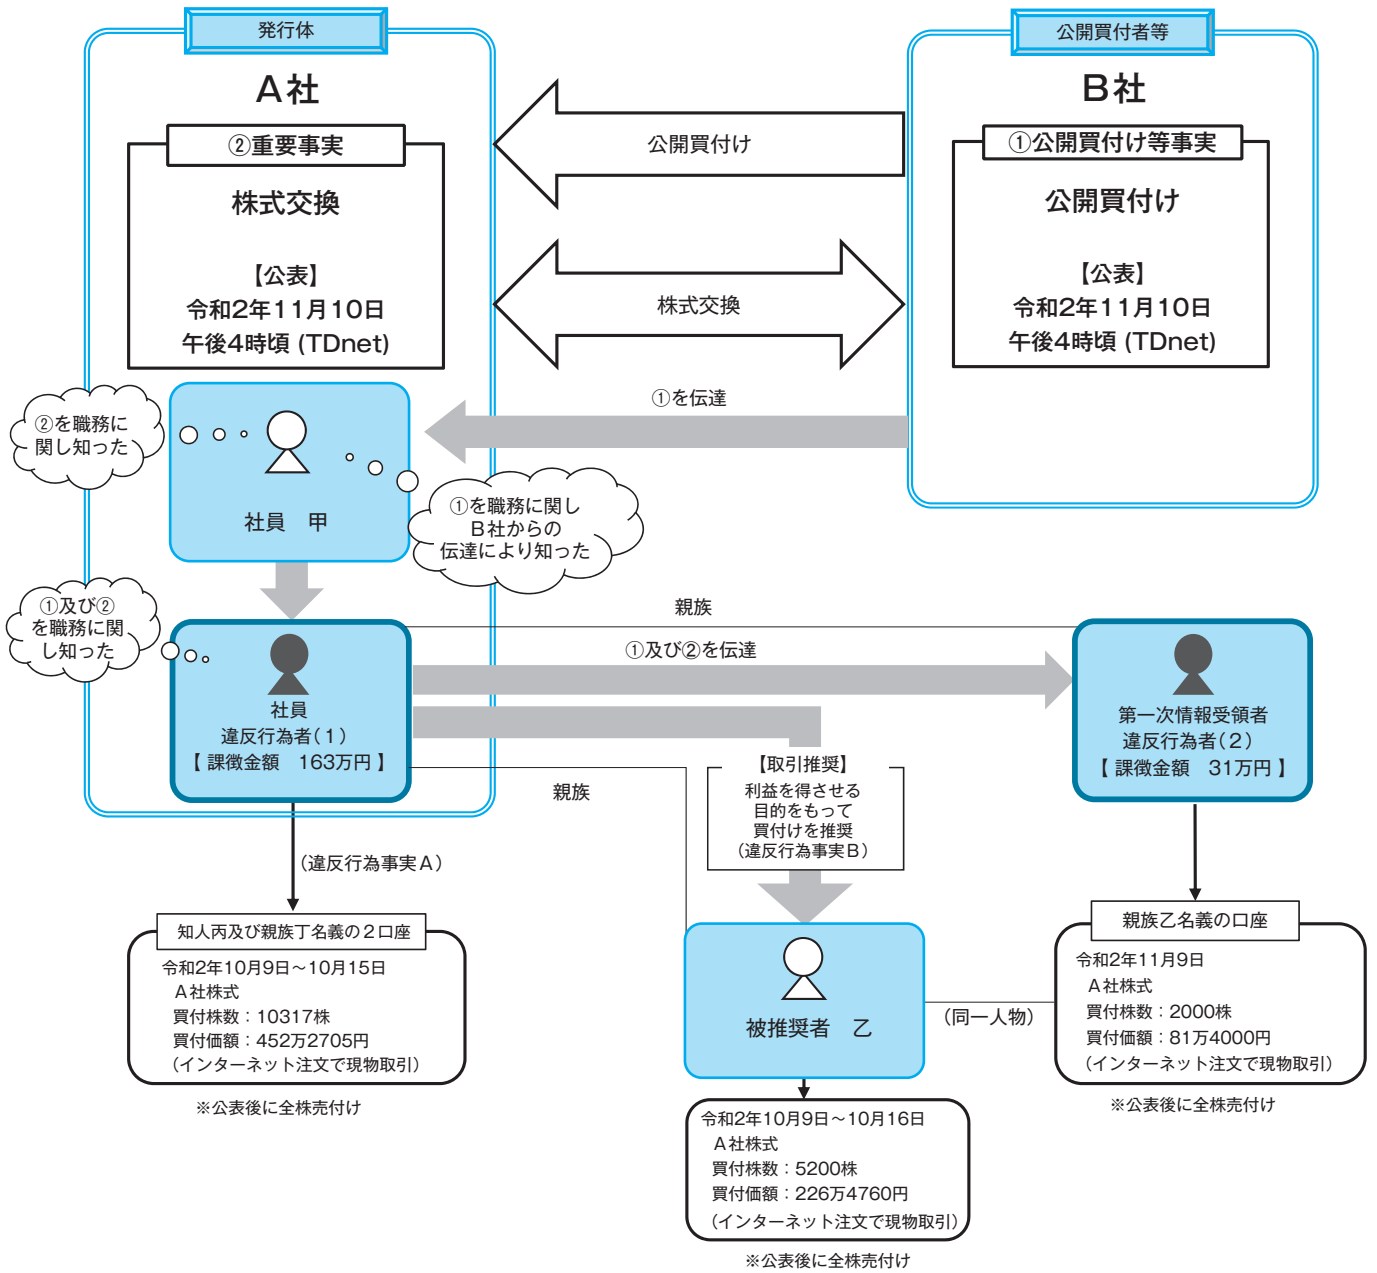 発行体
A社
②重要事実
株式交換
【公表】
令和2年11月10日
午後4時頃 (TDnet)
公開買付け
株式交換
公開買付者等
B社
①公開買付け等事実
公開買付け
【公表】
令和2年11月10日
午後4時頃 (TDnet)
①を伝達
②を職務に
関し知った
社員　甲
①を職務に関し
B社からの
伝達により知った
①及び②
を職務に関
し知った
社員
違反行為者(1)
【 課徴金額　163万円 】
親族
①及び②を伝達
第一次情報受領者
違反行為者(2)
【 課徴金額　31万円 】
親族
【取引推奨】
利益を得させる
目的をもって
買付けを推奨
(違反行為事実B)
(違反行為事実A)
知人丙及び親族丁名義の2口座
令和2年10月9日～10月15日
A社株式
買付株数：10317株
買付価額：452万2705円
(インターネット注文で現物取引)
※公表後に全株売付け
被推奨者　乙
(同一人物)
親族乙名義の口座
令和2年11月9日
A社株式
買付株数：2000株
買付価額：81万4000円
(インターネット注文で現物取引)
※公表後に全株売付け
令和2年10月9日～10月16日
A社株式
買付株数：5200株
買付価額：226万4760円
(インターネット注文で現物取引)
※公表後に全株売付け